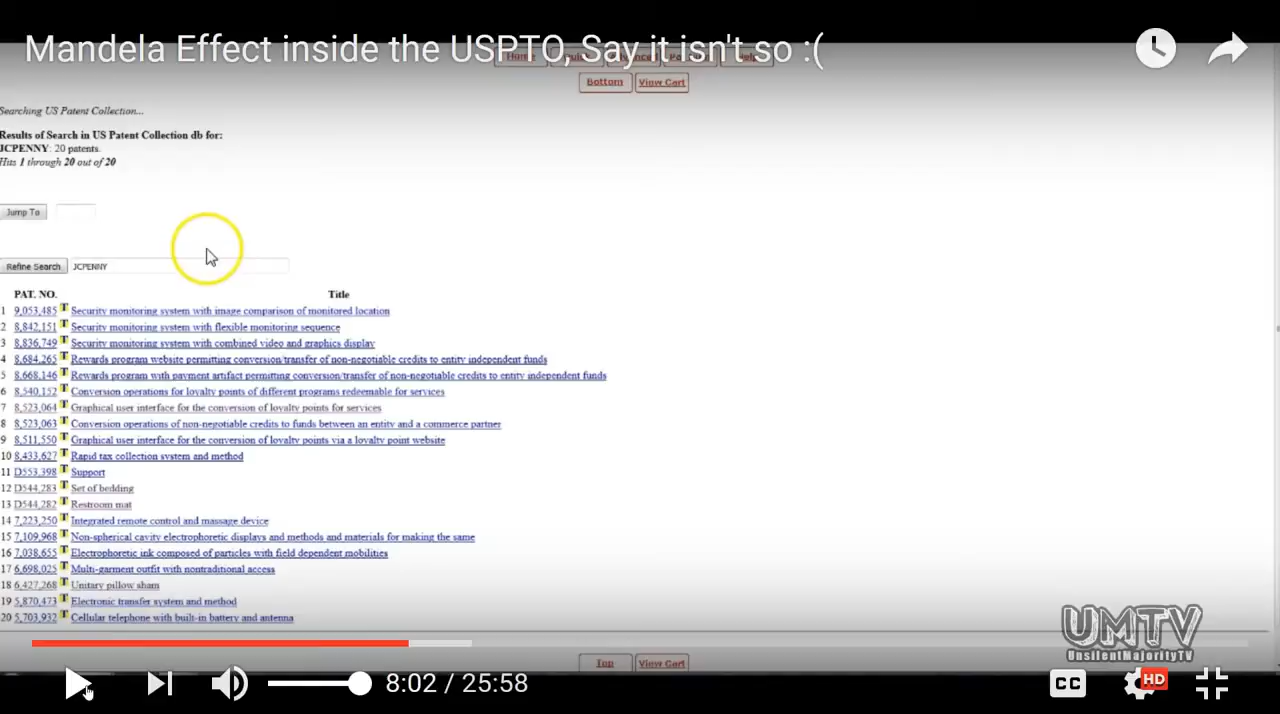 Mandela Effect inside the USPTO, Say it isn't so :(
Bottom View Cart
Searching US Patent Collection...
Results of Search in US Patent Collection db for:
JCPENNY: 20 patents.
Hits 1 through 20 out of 20
Jump To
Refine Search JCPENNY
PAT. NO. Title
1 9,053,485 T Security monitoring system with image comparison of monitored location
2 8,842,151 T Security monitoring system with flexible monitoring sequence
3 8,836,749 T Security monitoring system with combined video and graphics display
4 8,684,265 T Rewards program website permitting conversion/transfer of non-negotiable credits to entity independent funds
5 8,668,146 T Rewards program with payment artifact permitting conversion/transfer of non-negotiable credits to entity independent funds
6 8,540,152 T Conversion operations for loyalty points of different programs redeemable for services
7 8,523,064 T Graphical user interface for the conversion of loyalty points for services
8 8,523,063 T Conversion operations of non-negotiable credits to funds between an entity and a commerce partner
9 8,511,550 T Graphical user interface for the conversion of loyalty points via a loyalty point website
10 8,433,627 T Rapid tax collection system and method
11 D553,398 T Support
12 D544,283 T Set of bedding
13 D544,282 T Restroom mat
14 7,223,250 T Integrated remote control and massage device
15 7,109,968 T Non-spherical cavity electrophoretic displays and methods and materials for making the same
16 7,038,655 T Electrophoretic ink composed of particles with field dependent mobilities
17 6,698,025 T Multi-garment outfit with nontraditional access
18 6,427,268 T Unitary pillow sham
19 5,870,473 T Electronic transfer system and method
20 5,703,932 T Cellular telephone with built-in battery and antenna
UMTV
UnsilentMajorityTV
Top View Cart
8:02 / 25:58
CC HD